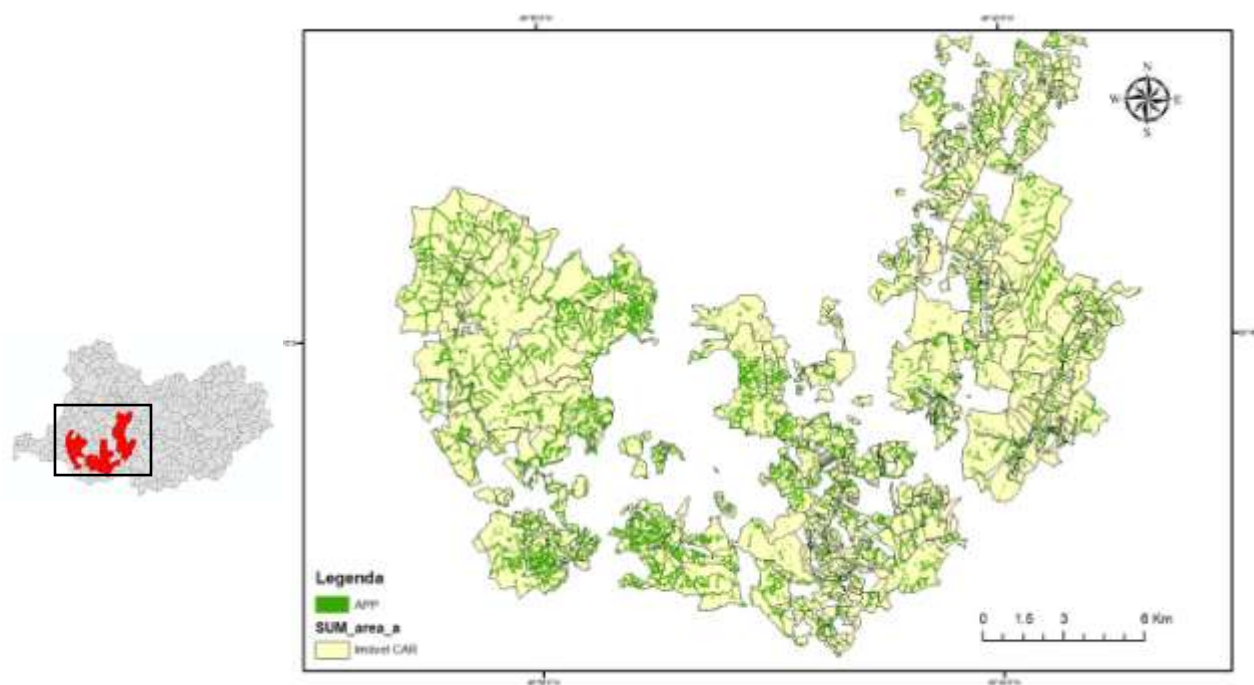 N
W E
S
Legenda
APP
SUM_area_a
Imóvel CAR
0 1.5 3 6 Km